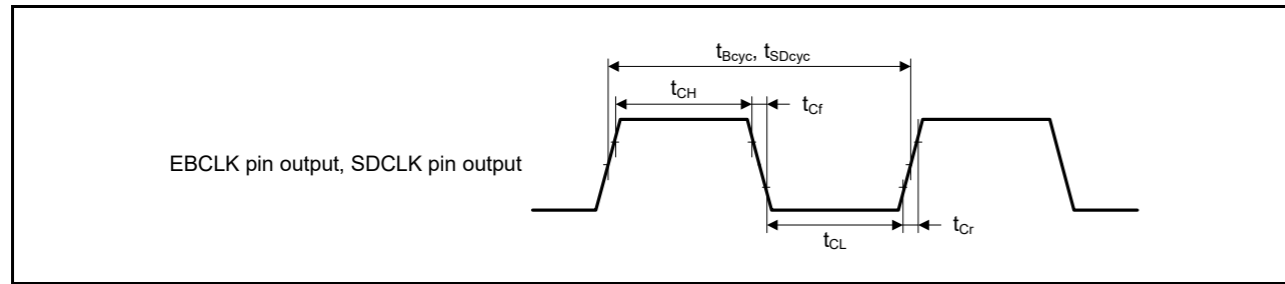 tBcyc, tSDcyc
tCH
tCf
EBCLK pin output, SDCLK pin output
tCL
tCr